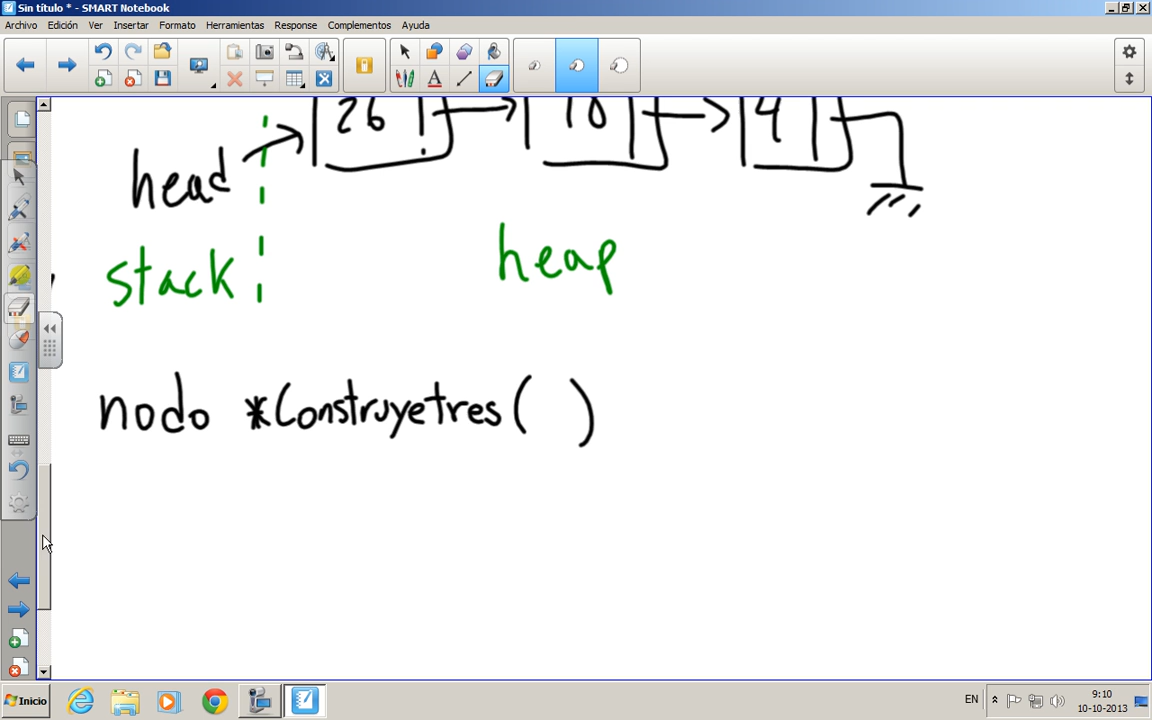 Sin título * - SMART Notebook
Archivo Edición Ver Insertar Formato Herramientas Response Complementos Ayuda
26 10 4
head
stack heap
nodo *Construyetres( )
Inicio
EN
9:10
10-10-2013